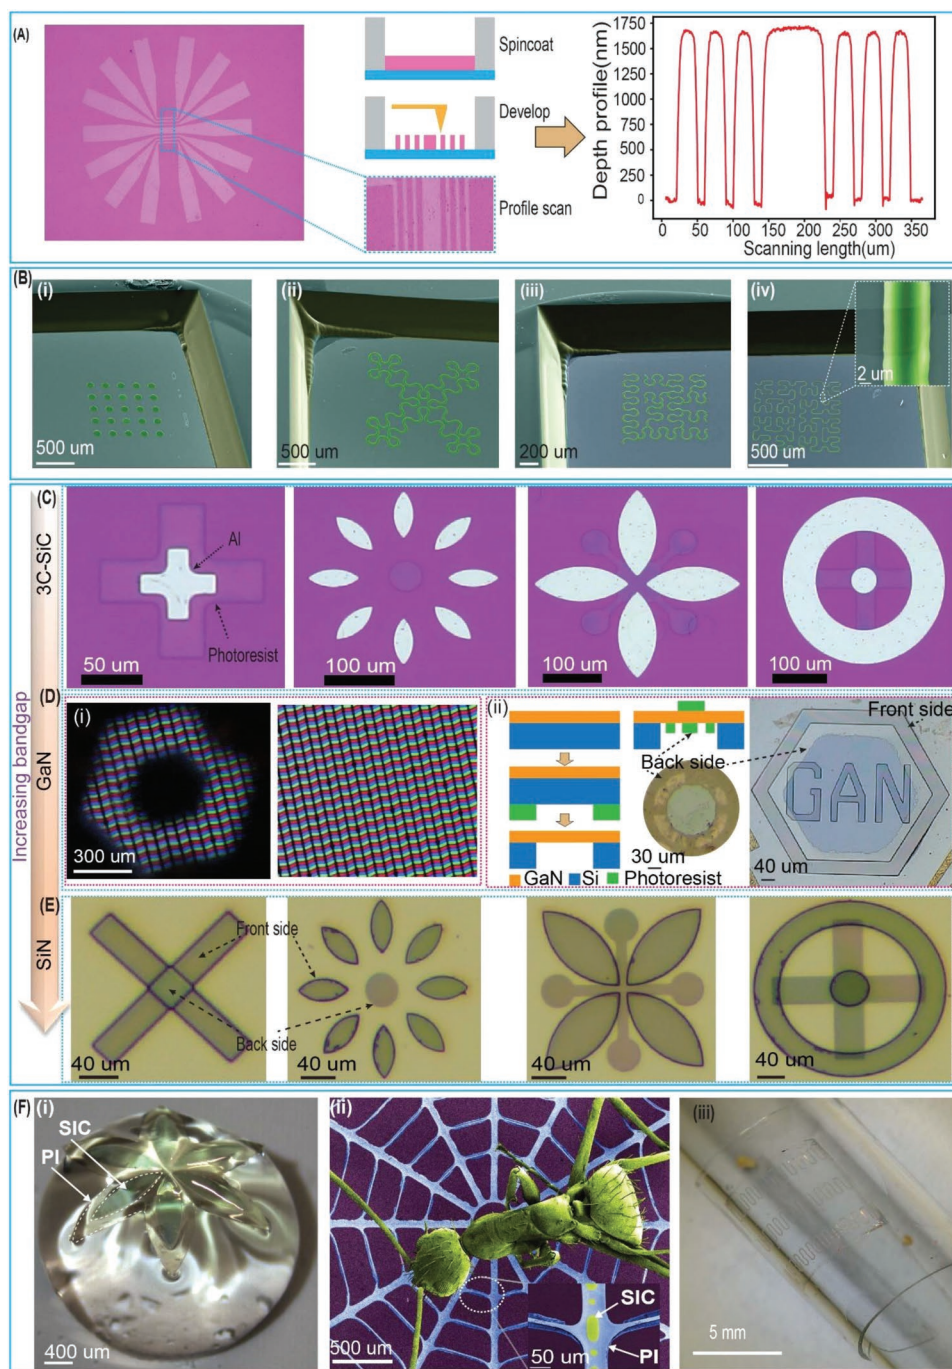 (A)
Spincoat
Develop
Profile scan
Depth profile(nm)
1750
1500
1250
1000
750
500
250
0
0 50 100 150 200 250 300 350
Scanning length(um)
(B)
(i)
500 um
(ii)
500 um
(iii)
200 um
(iv)
2 um
500 um
Increasing bandgap
3C-SiC
GaN
SiN
(C)
Al
Photoresist
50 um
100 um
100 um
100 um
(D)
(i)
300 um
(ii)
Back side
Front side
GAN
30 um
40 um
GaN Si Photoresist
(E)
Front side
Back side
40 um
40 um
40 um
40 um
(F)
(i)
SIC
PI
400 um
(ii)
500 um
SIC
PI
50 um
(iii)
5 mm